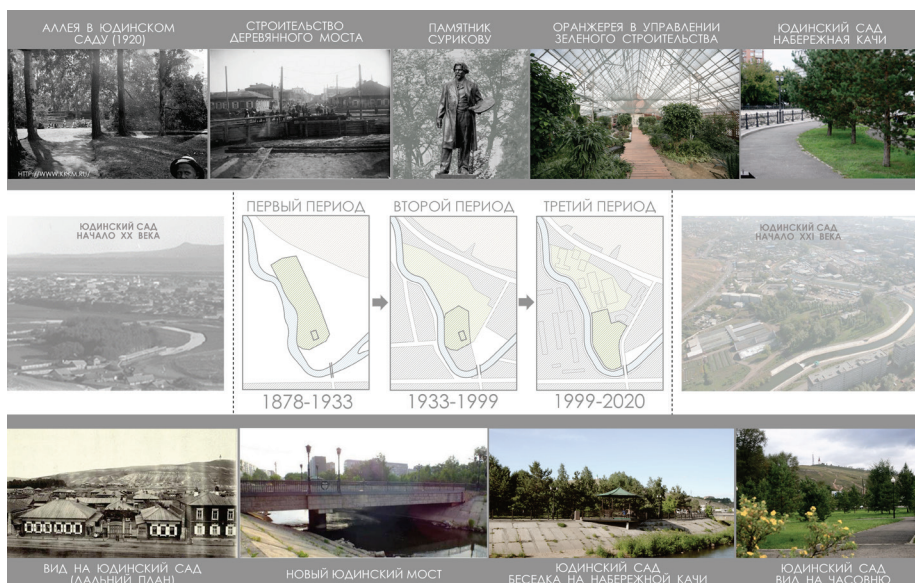 АЛЛЕЯ В ЮДИНСКОМ
САДУ (1920)
СТРОИТЕЛЬСТВО
ДЕРЕВЯННОГО МОСТА
ПАМЯТНИК
СУРИКОВУ
ОРАНЖЕРЕЯ В УПРАВЛЕНИИ
ЗЕЛЕНОГО СТРОИТЕЛЬСТВА
ЮДИНСКИЙ САД
НАБЕРЕЖНАЯ КАЧИ
HTTP://WWW.KKKM.RU/
ЮДИНСКИЙ САД
НАЧАЛО XX ВЕКА
ПЕРВЫЙ ПЕРИОД
ВТОРОЙ ПЕРИОД
ТРЕТИЙ ПЕРИОД
ЮДИНСКИЙ САД
НАЧАЛО XXI ВЕКА
1878-1933
1933-1999
1999-2020
ВИД НА ЮДИНСКИЙ САД
(ДАЛЬНИЙ ПЛАН)
НОВЫЙ ЮДИНСКИЙ МОСТ
ЮДИНСКИЙ САД
БЕСЕДКА НА НАБЕРЕЖНОЙ КАЧИ
ЮДИНСКИЙ САД
ВИД НА ЧАСОВНЮ